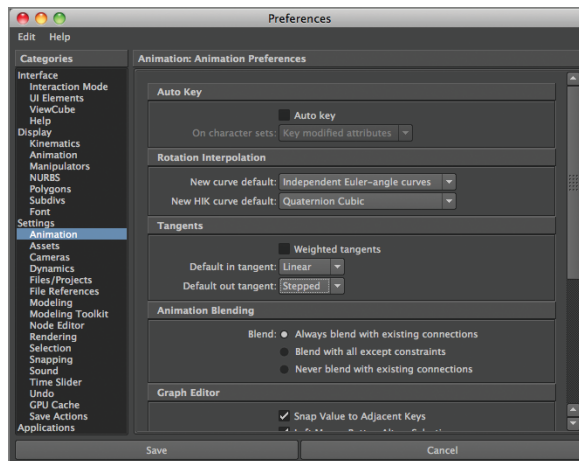 Preferences
Edit Help
Categories
Interface
Interaction Mode
UI Elements
ViewCube
Help
Display
Kinematics
Animation
Manipulators
NURBS
Polygons
Subdivs
Font
Settings
Animation
Assets
Cameras
Dynamics
Files/Projects
File References
Modeling
Modeling Toolkit
Node Editor
Rendering
Selection
Snapping
Sound
Time Slider
Undo
GPU Cache
Save Actions
Applications
Animation: Animation Preferences
Auto Key
Auto key
On character sets: Key modified attributes
Rotation Interpolation
New curve default: Independent Euler-angle curves
New HIK curve default: Quaternion Cubic
Tangents
Weighted tangents
Default in tangent: Linear
Default out tangent: Stepped
Animation Blending
Blend: Always blend with existing connections
Blend with all except constraints
Never blend with existing connections
Graph Editor
Snap Value to Adjacent Keys
Save Cancel